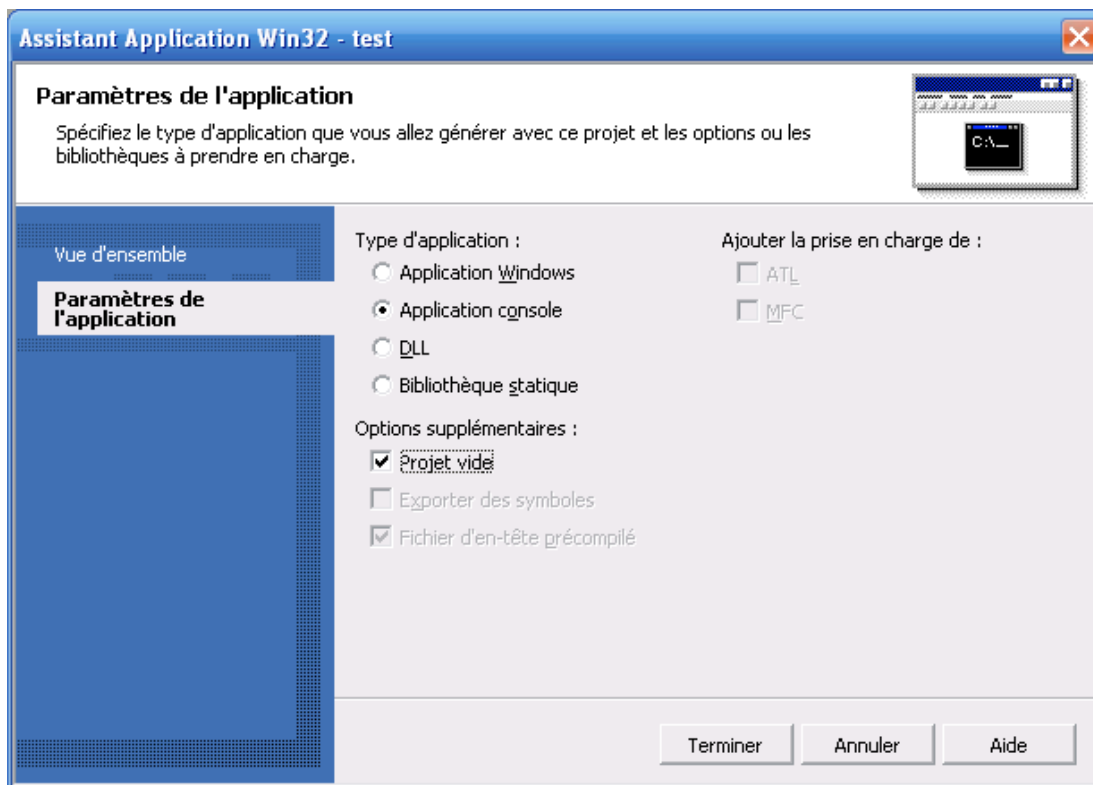 Assistant Application Win32 - test
Paramètres de l'application
Spécifiez le type d'application que vous allez générer avec ce projet et les options ou les
bibliothèques à prendre en charge.
C:\_
Vue d'ensemble
Paramètres de
l'application
Type d'application :
Application Windows
Application console
DLL
Bibliothèque statique
Options supplémentaires :
Projet vide
Exporter des symboles
Fichier d'en-tête précompilé
Ajouter la prise en charge de :
ATL
MFC
Terminer
Annuler
Aide